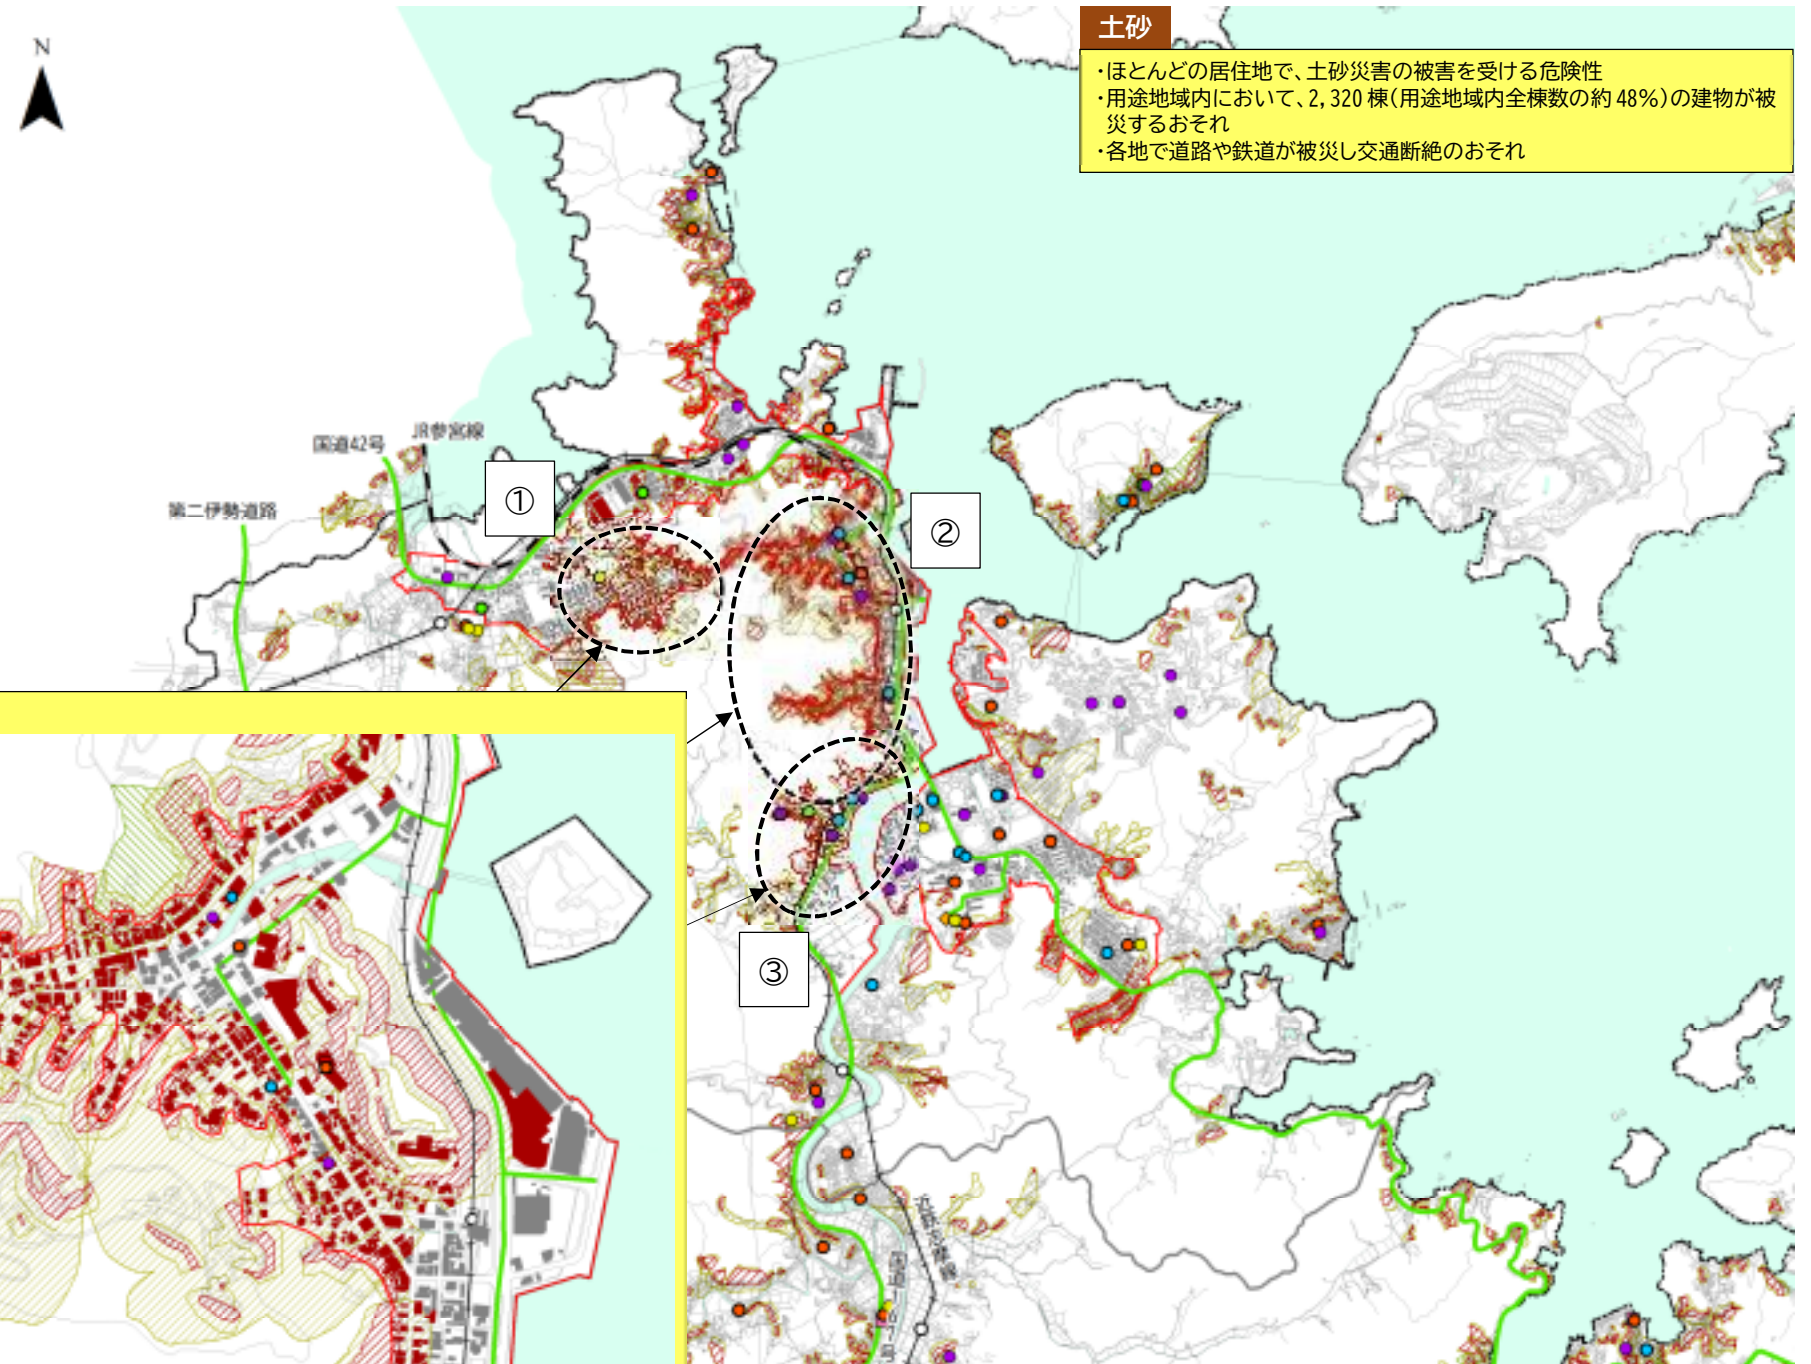 N
土砂
・ほとんどの居住地で、土砂災害の被害を受ける危険性
・用途地域内において、2,320棟(用途地域内全棟数の約48%)の建物が被
災するおそれ
・各地で道路や鉄道が被災し交通断絶のおそれ
国道42号
JR参宮線
第二伊勢道路
①
②
③